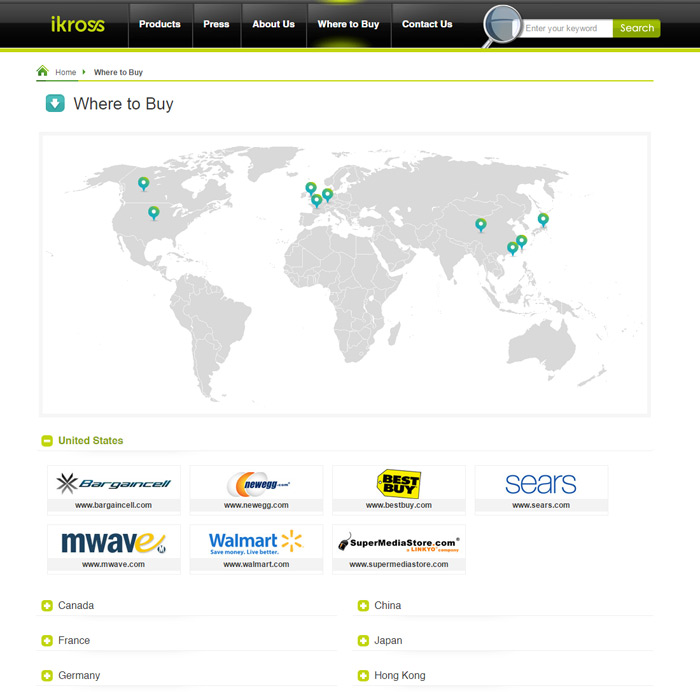 ikross
Products
Press
About Us
Where to Buy
Contact Us
Enter your keyword
Search
Home
Where to Buy
Where to Buy
United States
Bargaincell
www.bargaincell.com
newegg.com
www.newegg.com
BEST
BUY
www.bestbuy.com
sears
www.sears.com
mwave
M
www.mwave.com
Walmart
Save money. Live better.
www.walmart.com
SuperMediaStore.com®
a LINKYO company
www.supermediastore.com
Canada
China
France
Japan
Germany
Hong Kong